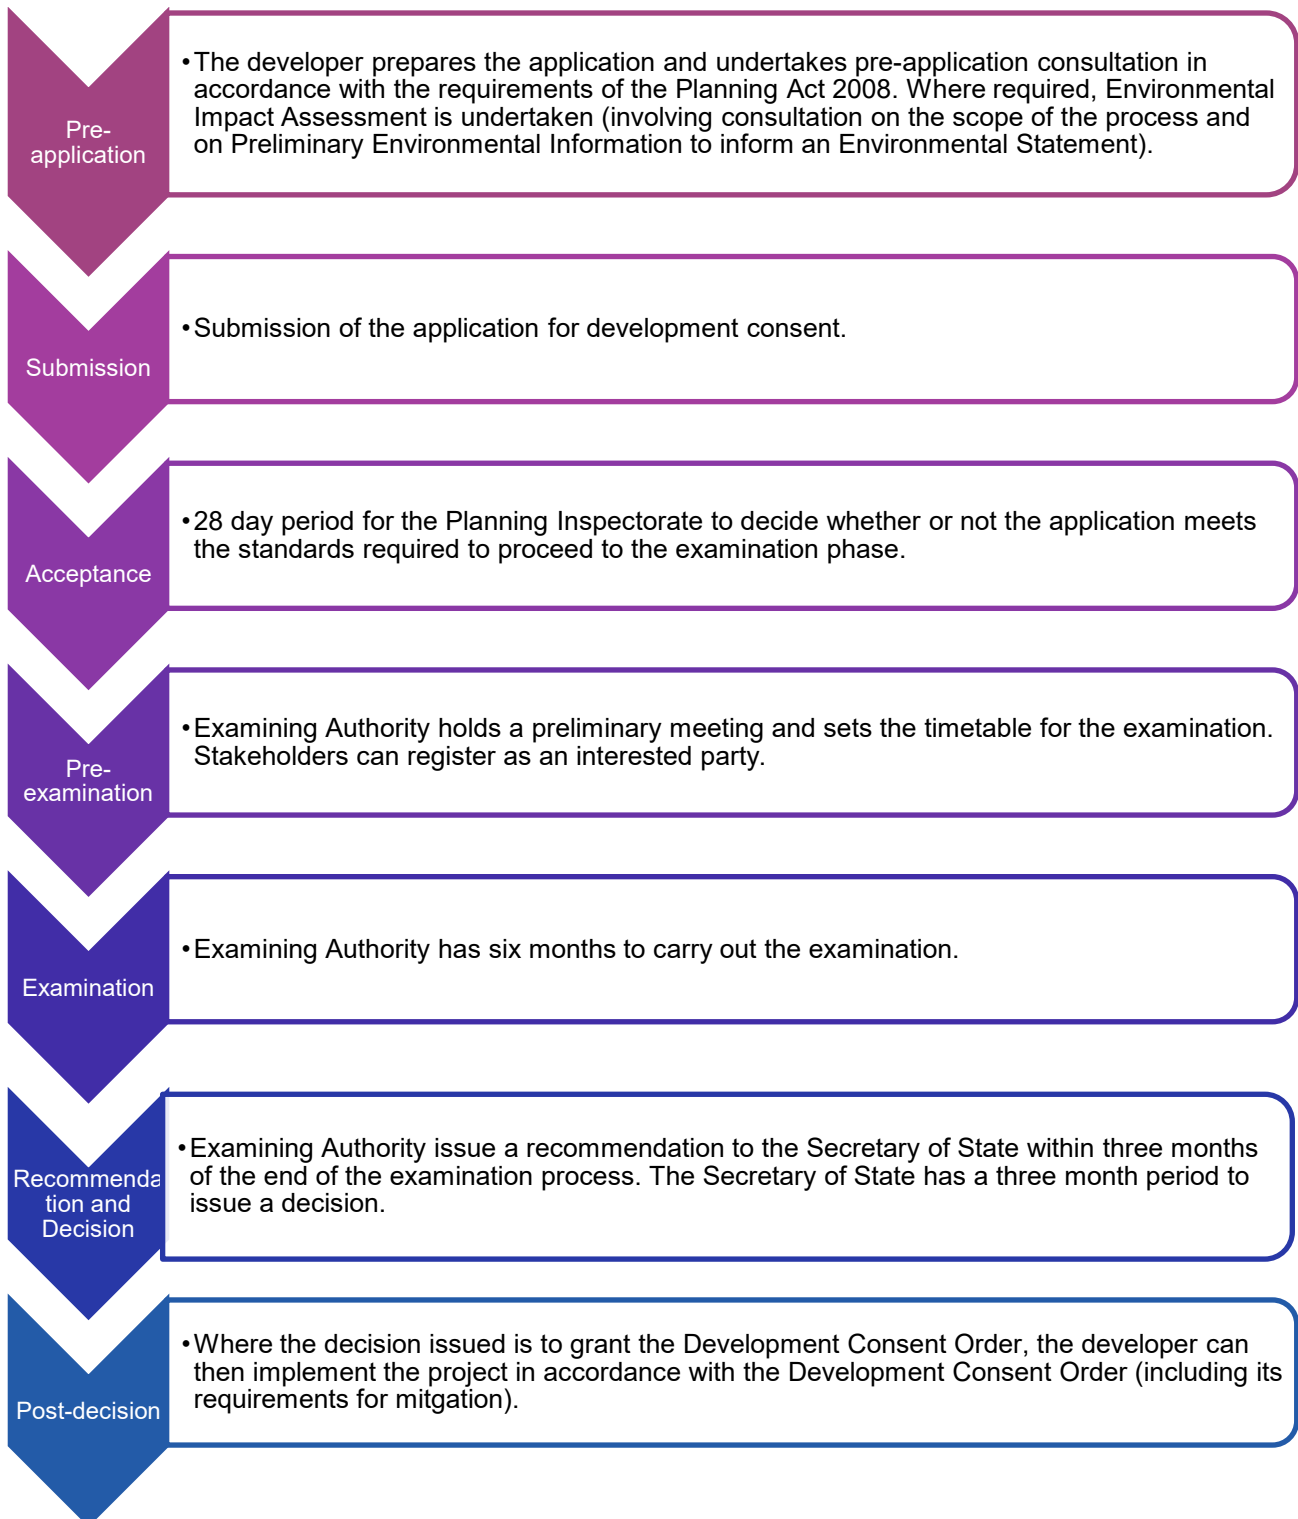 Pre-
application
•The developer prepares the application and undertakes pre-application consultation in
accordance with the requirements of the Planning Act 2008. Where required, Environmental
Impact Assessment is undertaken (involving consultation on the scope of the process and
on Preliminary Environmental Information to inform an Environmental Statement).
Submission
•Submission of the application for development consent.
Acceptance
•28 day period for the Planning Inspectorate to decide whether or not the application meets
the standards required to proceed to the examination phase.
Pre-
examination
•Examining Authority holds a preliminary meeting and sets the timetable for the examination.
Stakeholders can register as an interested party.
Examination
•Examining Authority has six months to carry out the examination.
Recommenda
tion and
Decision
•Examining Authority issue a recommendation to the Secretary of State within three months
of the end of the examination process. The Secretary of State has a three month period to
issue a decision.
Post-decision
•Where the decision issued is to grant the Development Consent Order, the developer can
then implement the project in accordance with the Development Consent Order (including its
requirements for mitgation).